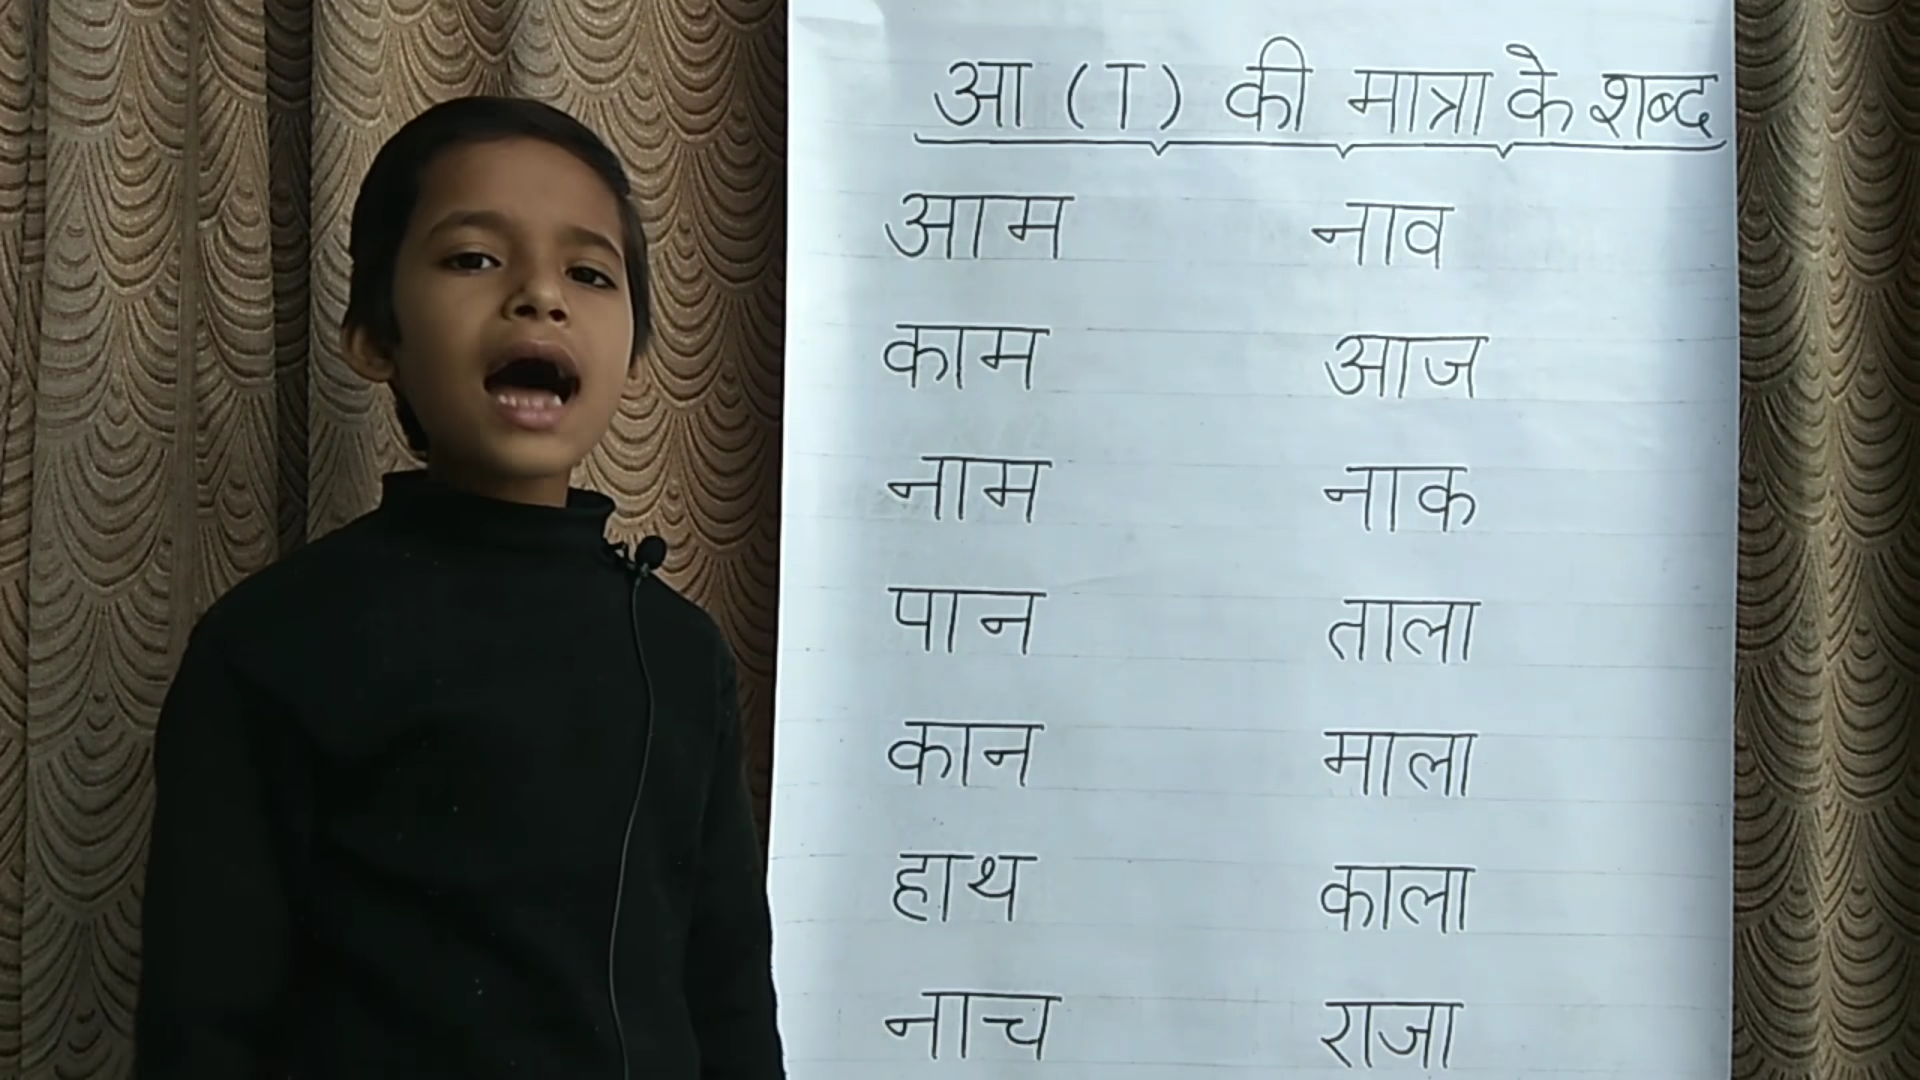 आ (ा) की मात्रा के शब्द
आम नाव
काम आज
नाम नाक
पान ताला
कान माला
हाथ काला
नाच राजा